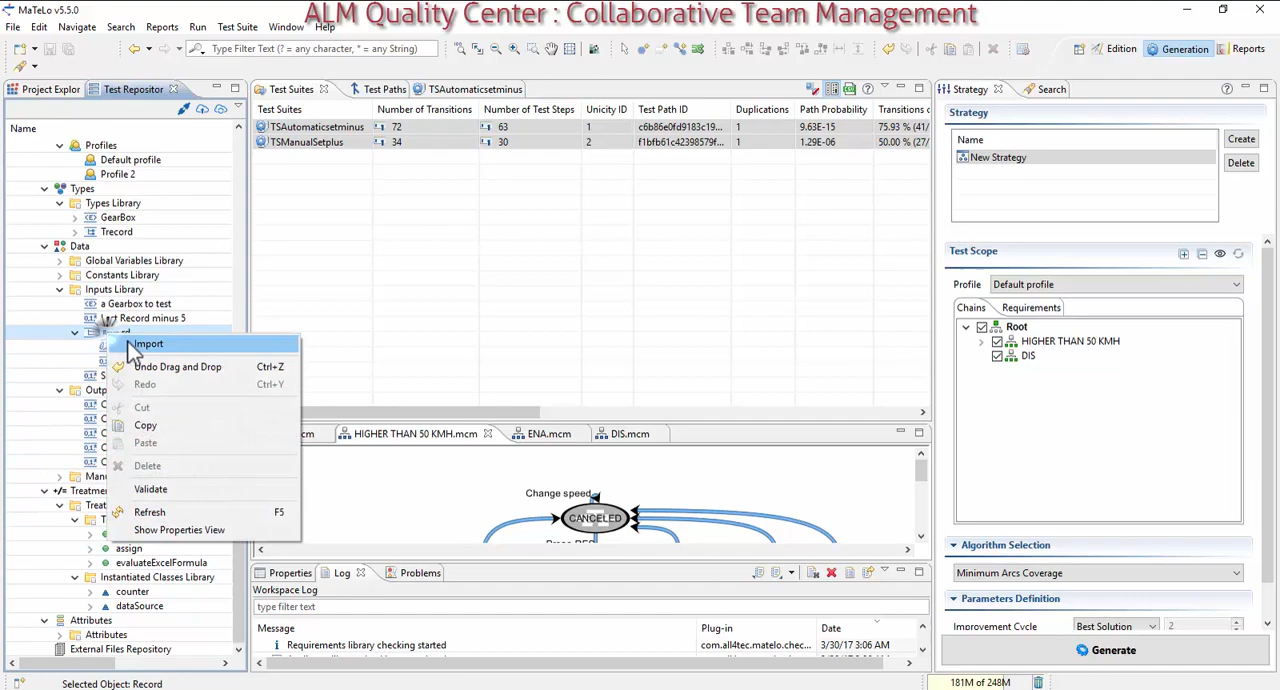 MaTeLo v5.5.0
ALM Quality Center : Collaborative Team Management
File Edit Navigate Search Reports Run Test Suite Window Help
Type Filter Text (? = any character, * = any String)
Edition Generation Reports
Project Explor Test Repositor
Test Suites Test Paths TSAutomaticsetminus
Strategy Search
Name
Profiles
Default profile
Profile 2
Types
Types Library
GearBox
Trecord
Data
Global Variables Library
Constants Library
Inputs Library
a Gearbox to test
Record minus 5
Import
Undo Drag and Drop Ctrl+Z
Redo Ctrl+Y
Cut
Copy
Paste
Delete
Validate
Refresh F5
Show Properties View
assign
evaluateExcelFormula
Instantiated Classes Library
counter
dataSource
Attributes
Attributes
External Files Repository
Test Suites Number of Transitions Number of Test Steps Unicity ID Test Path ID Duplications Path Probability Transitions c
TSAutomaticsetminus 72 63 1 c6b86e0fd9183c19... 1 9.63E-15 75.93 % (41/
TSManualSetplus 34 30 2 f1bfb61c42398579f... 1 1.29E-06 50.00 % (27/
cm HIGHER THAN 50 KMH.mcm ENA.mcm DIS.mcm
Change speed
CANCELED
Properties Log Problems
Workspace Log
type filter text
Message Plug-in Date
Requirements library checking started com.all4tec.matelo.chec... 3/30/17 3:06 AM
Strategy
Name
New Strategy
Create
Delete
Test Scope
Profile Default profile
Chains Requirements
Root
HIGHER THAN 50 KMH
DIS
Algorithm Selection
Minimum Arcs Coverage
Parameters Definition
Improvement Cycle Best Solution 2
Generate
Selected Object: Record
181M of 248M